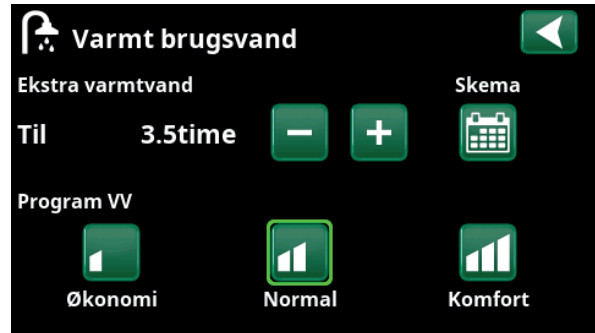 Varmt brugsvand
Ekstra varmtvand Skema
Til 3.5time
Program VV
Økonomi Normal Komfort